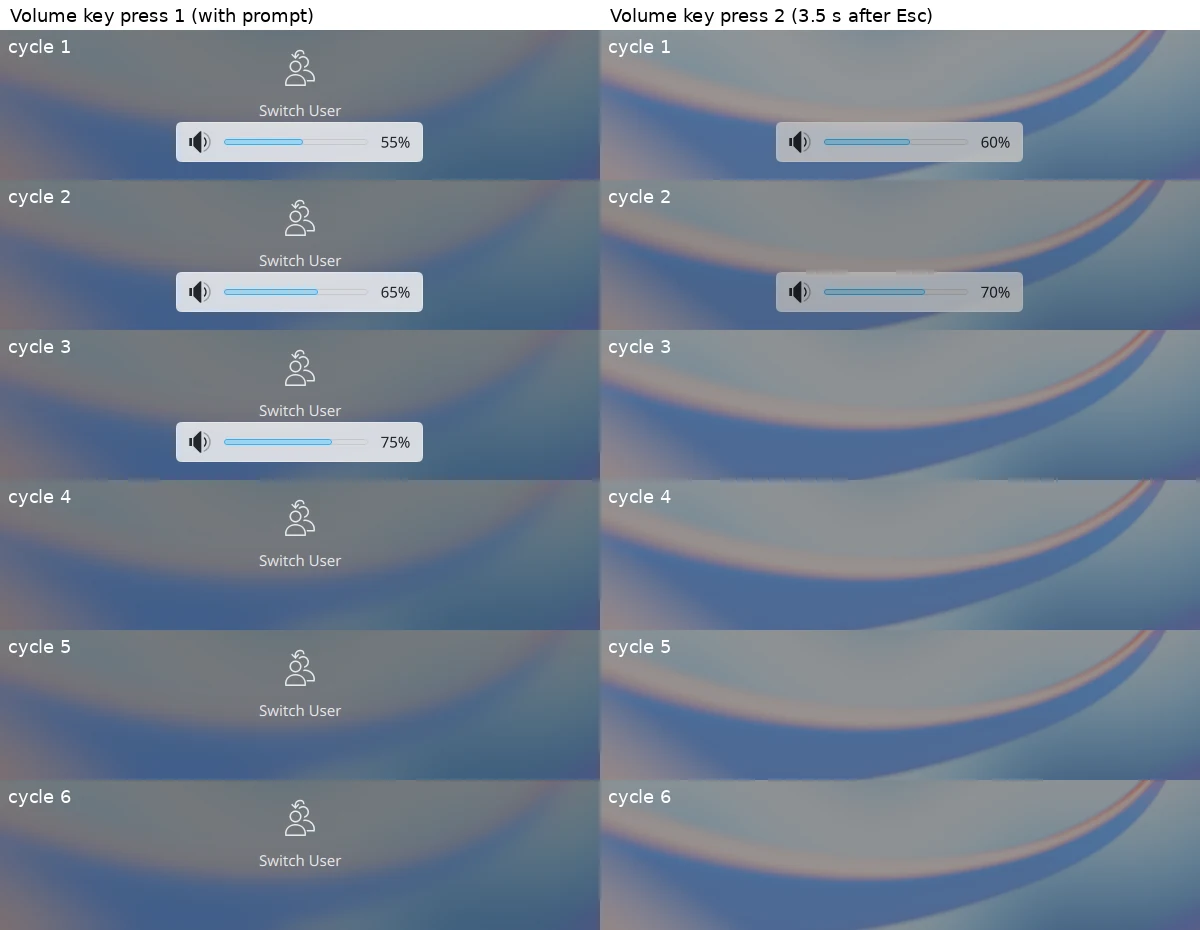 Volume key press 1 (with prompt)
Volume key press 2 (3.5 s after Esc)
cycle 1
Switch User
55%
cycle 1
60%
cycle 2
Switch User
65%
cycle 2
70%
cycle 3
Switch User
75%
cycle 3
cycle 4
Switch User
cycle 4
cycle 5
Switch User
cycle 5
cycle 6
Switch User
cycle 6